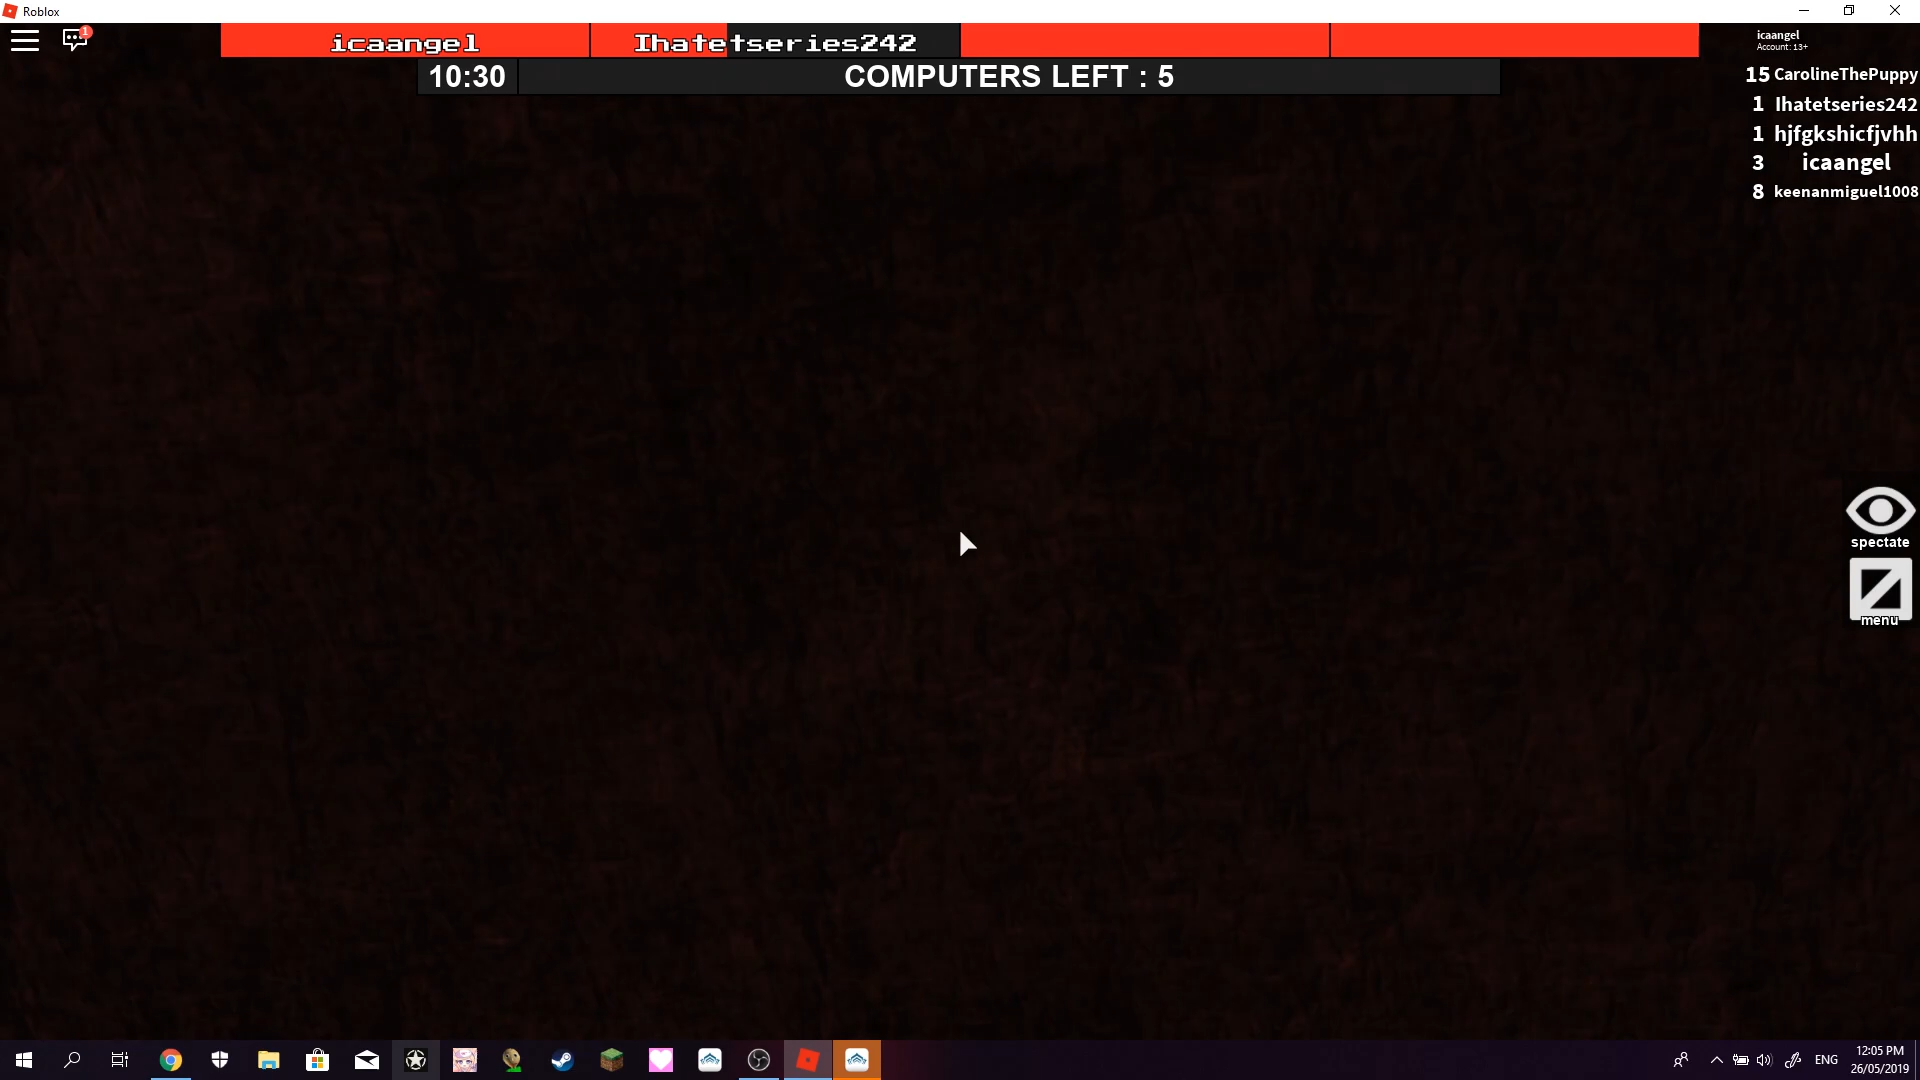 Roblox
1
icaangel
Ihatetseries242
icaangel
Account: 13+
10:30
COMPUTERS LEFT : 5
15 CarolineThePuppy
1 Ihatetseries242
1 hjfgkshicfjvhh
3 icaangel
8 keenanmiguel1008
spectate
menu
ENG
12:05 PM
26/05/2019